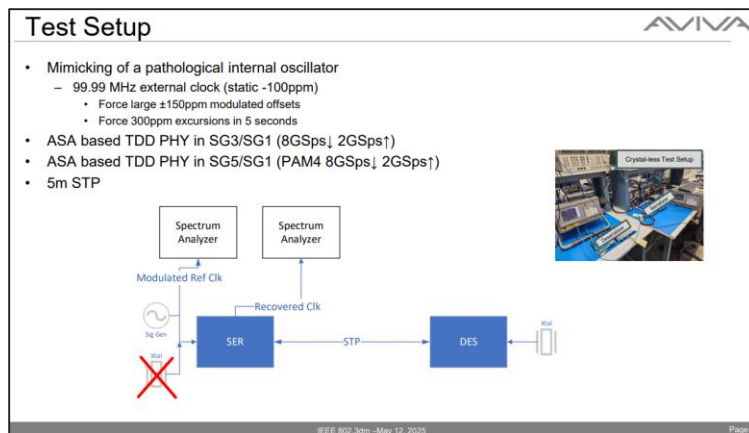 Test Setup
AVIVA
• Mimicking of a pathological internal oscillator
– 99.99 MHz external clock (static -100ppm)
• Force large ±150ppm modulated offsets
• Force 300ppm excursions in 5 seconds
• ASA based TDD PHY in SG3/SG1 (8GSps↓ 2GSps↑)
• ASA based TDD PHY in SG5/SG1 (PAM4 8GSps↓ 2GSps↑)
• 5m STP
Crystal-less Test Setup
Serializer
Deserializer
Spectrum
Analyzer
Spectrum
Analyzer
Modulated Ref Clk
Recovered Clk
Sig Gen
Xtal
SER
STP
DES
Xtal
IEEE 802.3dm –May 12, 2025
Page